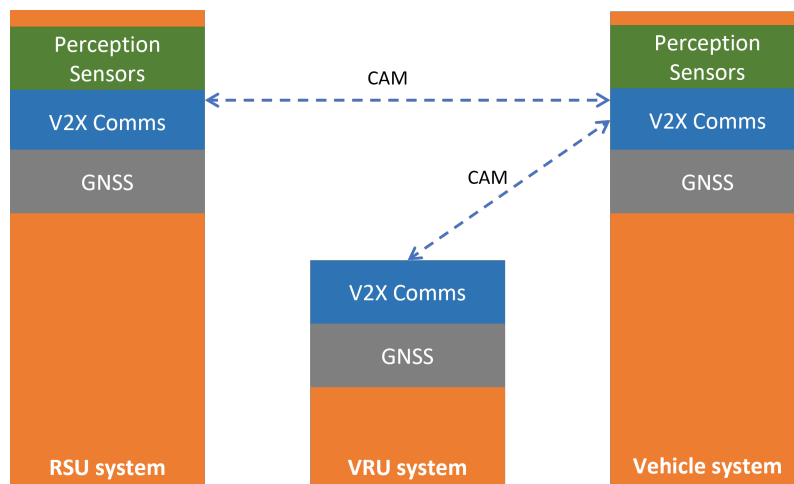 Perception
Sensors
V2X Comms
GNSS
RSU system
CAM
CAM
V2X Comms
GNSS
VRU system
Perception
Sensors
V2X Comms
GNSS
Vehicle system